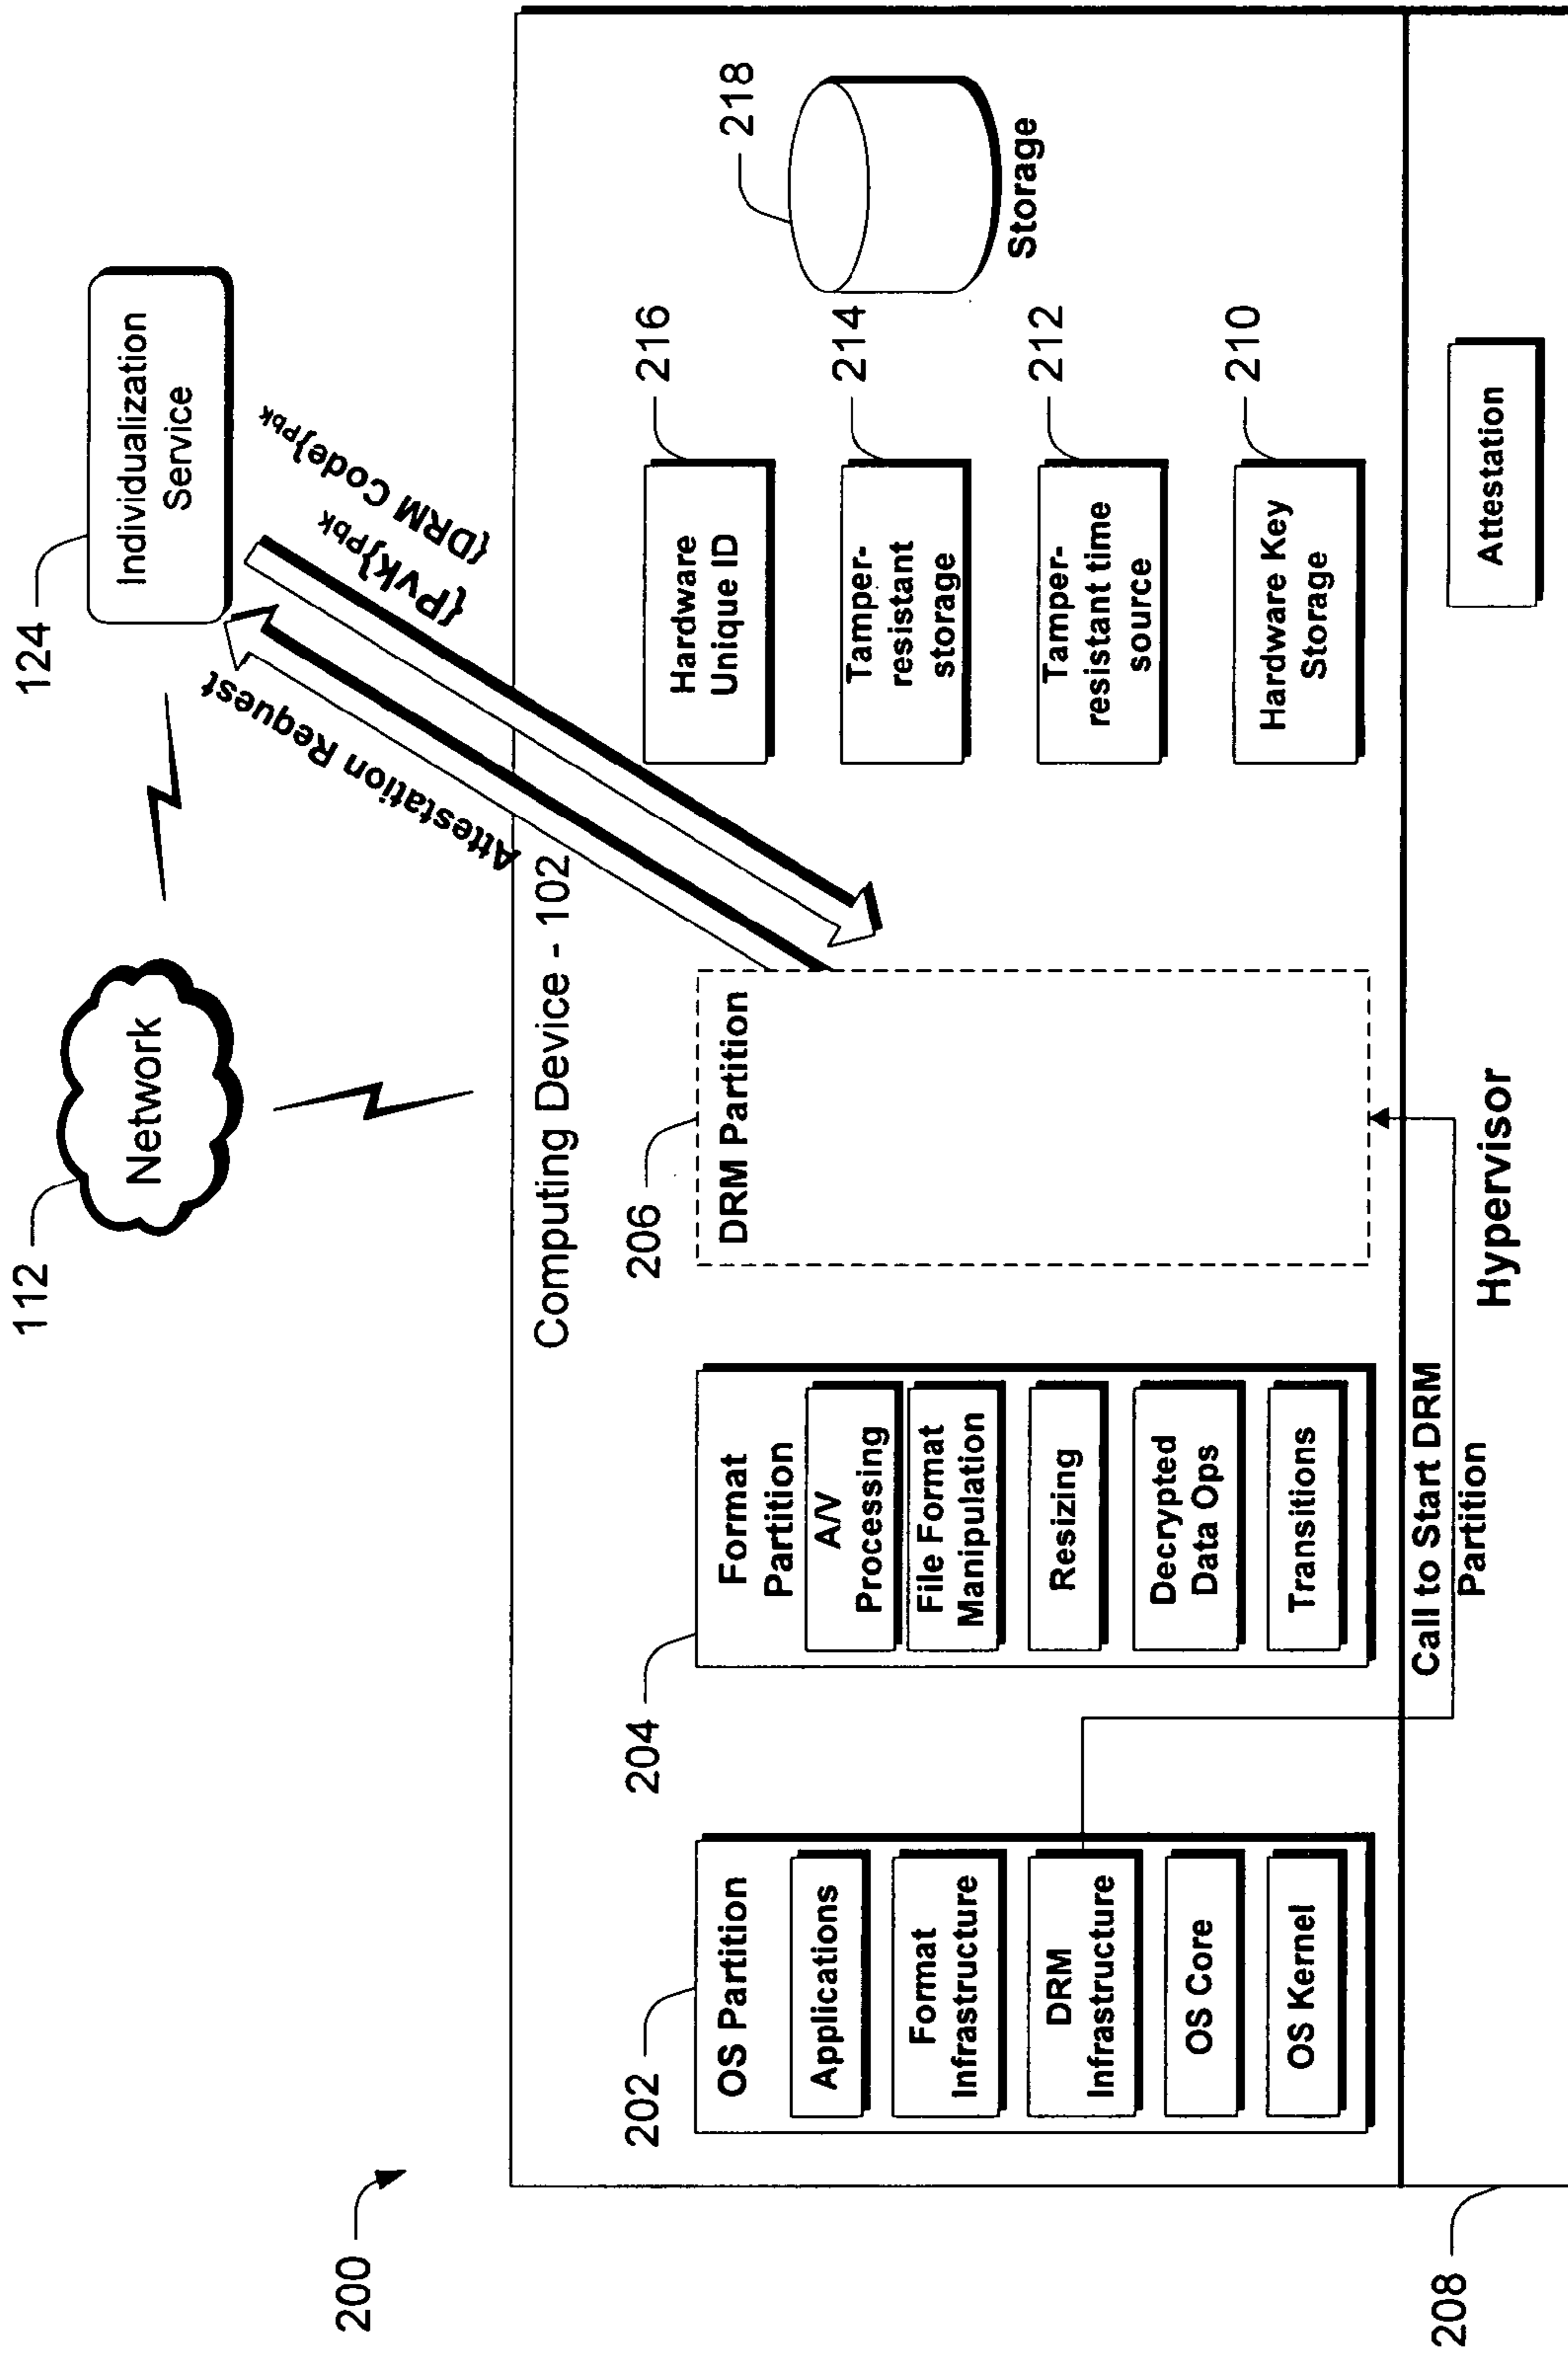 200
112
Network
124
Individualization
Service
Attestation Request
{Pvk}Pbk
{DRM Code}Pbk
Computing Device - 102
202
OS Partition
Applications
Format
Infrastructure
DRM
Infrastructure
OS Core
OS Kernel
204
Format
Partition
A/V
Processing
File Format
Manipulation
Resizing
Decrypted
Data Ops
Transitions
206
DRM Partition
216
Hardware
Unique ID
214
Tamper-
resistant
storage
212
Tamper-
resistant time
source
210
Hardware Key
Storage
218
Storage
208
Call to Start DRM
Partition
Hypervisor
Attestation